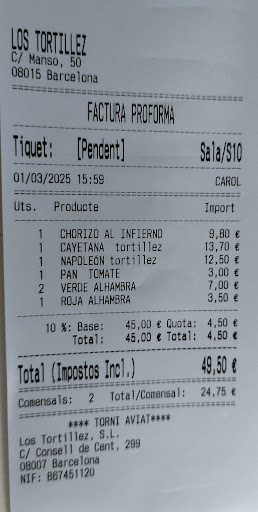 LOS TORTILLEZ
C/ Manso, 50
08015 Barcelona
FACTURA PROFORMA
Tiquet: [Pendent] Sala/S10
01/03/2025 15:59 CAROL
Uts. Producte Import
1 CHORIZO AL INFIERNO 9,80 €
1 CAYETANA tortillez 13,70 €
1 NAPOLEÓN tortillez 12,50 €
1 PAN TOMATE 3,00 €
2 VERDE ALHAMBRA 7,00 €
1 ROJA ALHAMBRA 3,50 €
10 %: Base: 45,00 € Quota: 4,50 €
Total: 45,00 € Total: 4,50 €
Total (Impostos Incl.) 49,50 €
Comensals: 2 Total/Comensal: 24,75 €
**** TORNI AVIAT****
Los Tortillez, S.L.
C/ Consell de Cent, 299
08007 Barcelona
NIF: B67451120